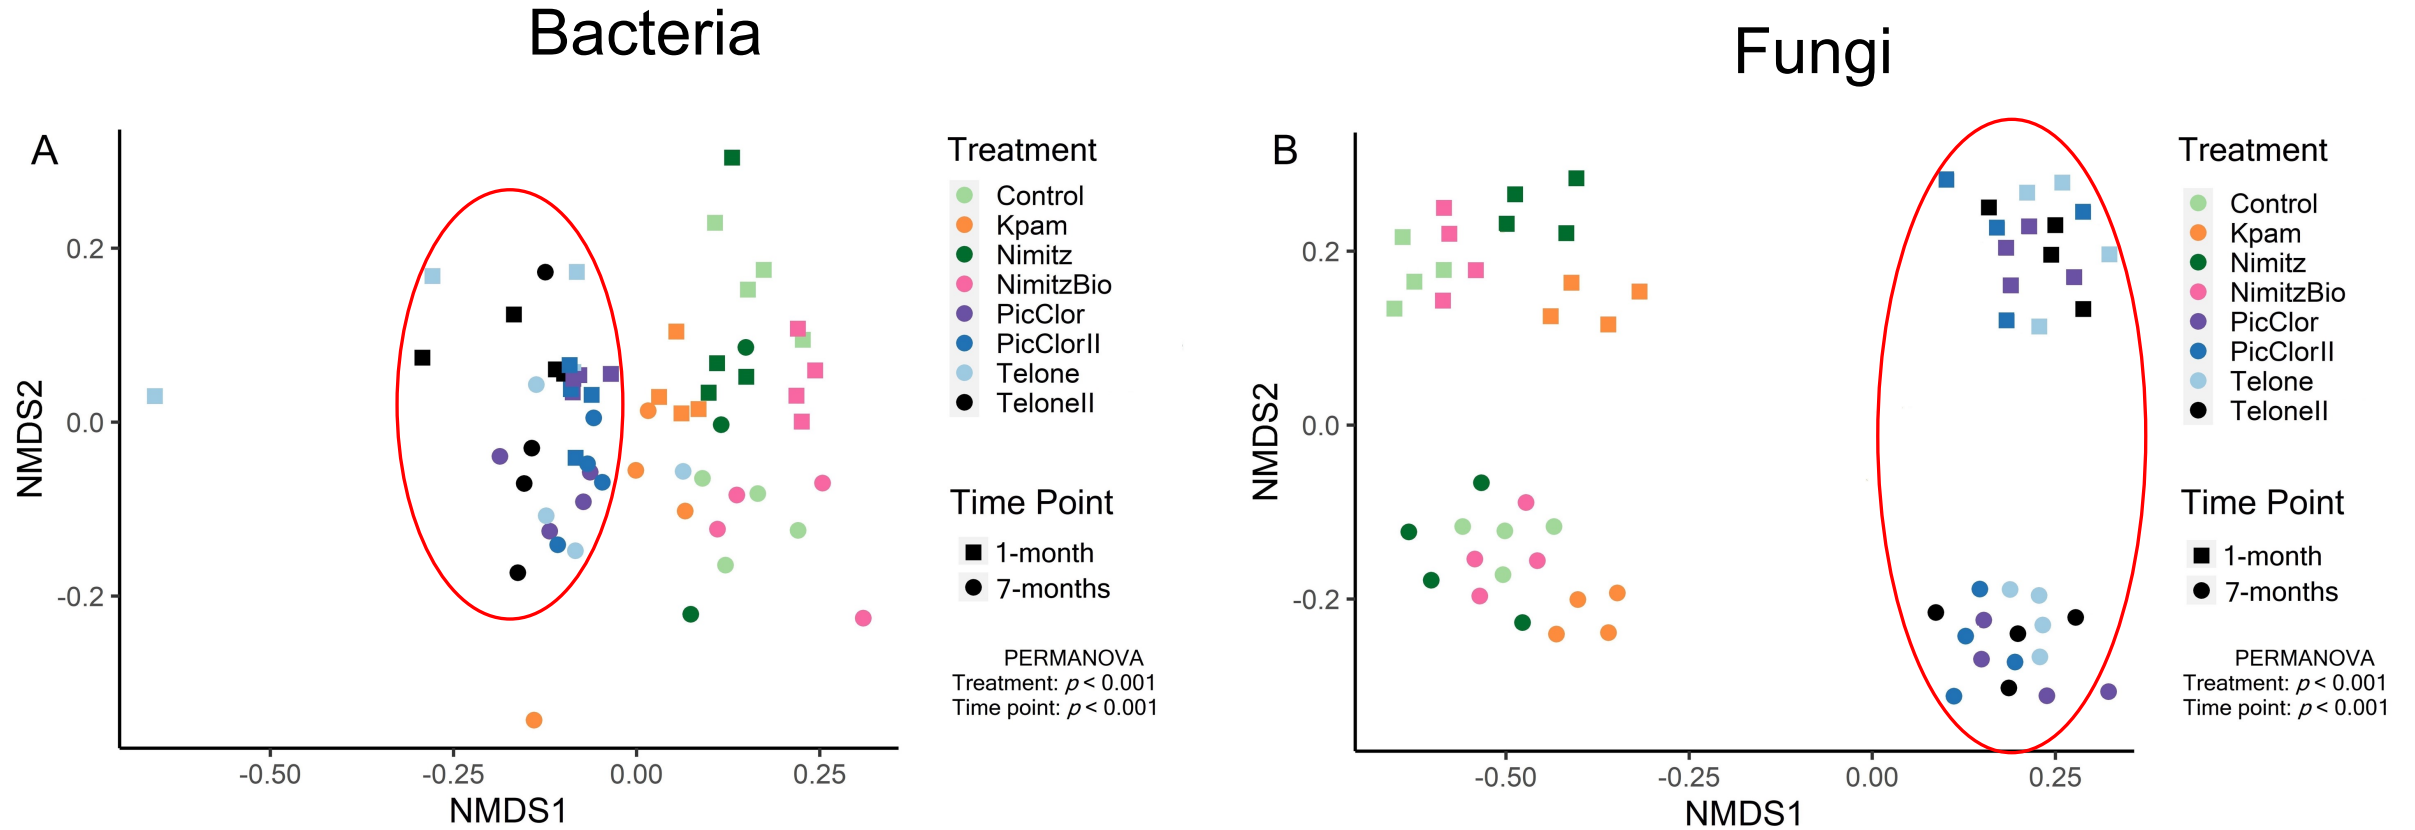 Bacteria
A
0.2
0.0
-0.2
NMDS2
-0.50
-0.25
0.00
0.25
NMDS1
Treatment
Control
Kpam
Nimitz
NimitzBio
PicClor
PicClorII
Telone
TeloneII
Time Point
1-month
7-months
PERMANOVA
Treatment: p < 0.001
Time point: p < 0.001
Fungi
B
0.2
0.0
-0.2
NMDS2
-0.50
-0.25
0.00
0.25
NMDS1
Treatment
Control
Kpam
Nimitz
NimitzBio
PicClor
PicClorII
Telone
TeloneII
Time Point
1-month
7-months
PERMANOVA
Treatment: p < 0.001
Time point: p < 0.001